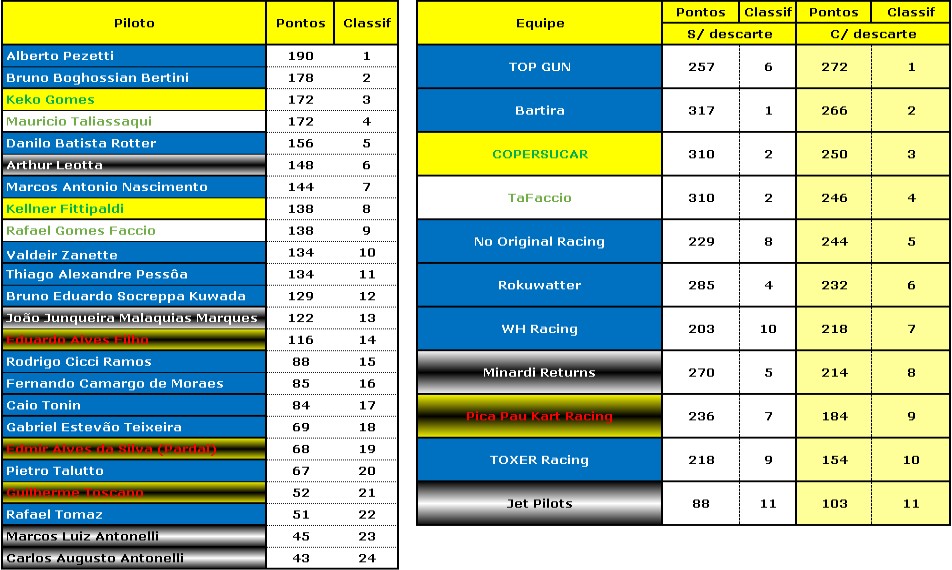 Piloto Pontos Classif
Alberto Pezetti 190 1
Bruno Boghossian Bertini 178 2
Keko Gomes 172 3
Mauricio Taliassaqui 172 4
Danilo Batista Rotter 156 5
Arthur Leotta 148 6
Marcos Antonio Nascimento 144 7
Kellner Fittipaldi 138 8
Rafael Gomes Faccio 138 9
Valdeir Zanette 134 10
Thiago Alexandre Pessôa 134 11
Bruno Eduardo Socreppa Kuwada 129 12
João Junqueira Malaquias Marques 122 13
Eduardo Alves Filho 116 14
Rodrigo Cicci Ramos 88 15
Fernando Camargo de Moraes 85 16
Caio Tonin 84 17
Gabriel Estevão Teixeira 69 18
Edmir Alves da Silva (Pardal) 68 19
Pietro Talutto 67 20
Guilherme Toscano 52 21
Rafael Tomaz 51 22
Marcos Luiz Antonelli 45 23
Carlos Augusto Antonelli 43 24
Equipe Pontos Classif Pontos Classif
S/ descarte C/ descarte
TOP GUN 257 6 272 1
Bartira 317 1 266 2
COPERSUCAR 310 2 250 3
TaFaccio 310 2 246 4
No Original Racing 229 8 244 5
Rokuwatter 285 4 232 6
WH Racing 203 10 218 7
Minardi Returns 270 5 214 8
Pica Pau Kart Racing 236 7 184 9
TOXER Racing 218 9 154 10
Jet Pilots 88 11 103 11